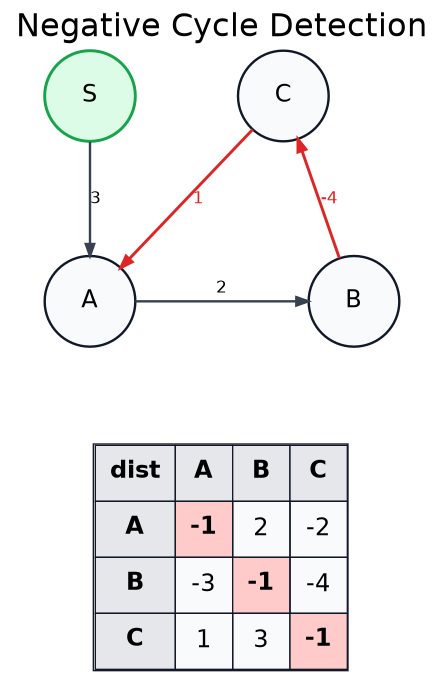 Negative Cycle Detection
S
C
3
1
-4
A
2
B
dist A B C
A -1 2 -2
B -3 -1 -4
C 1 3 -1